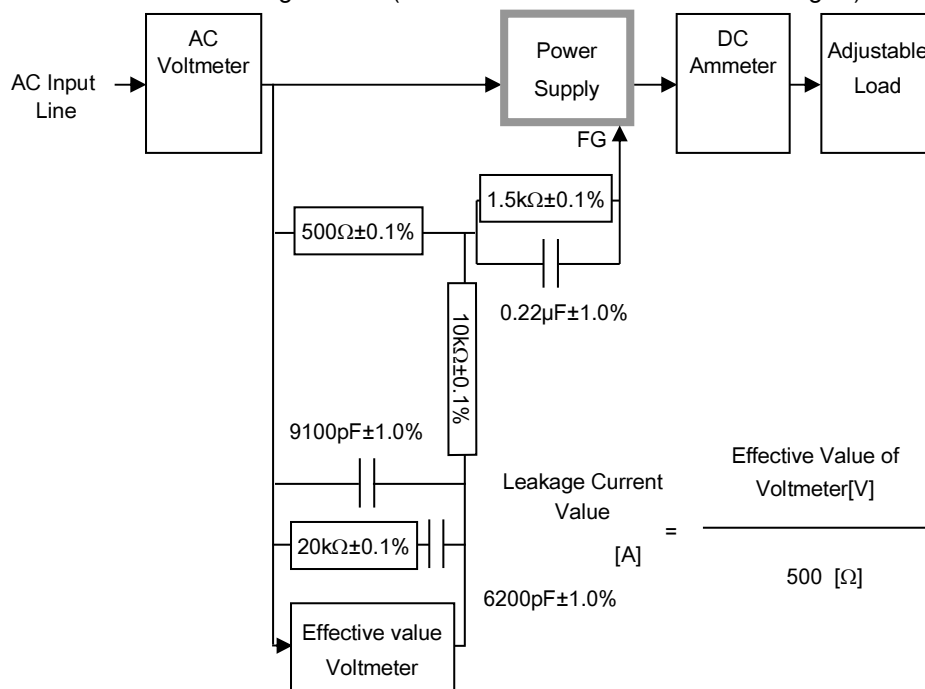 AC
Voltmeter
Power
Supply
DC
Ammeter
Adjustable
Load
AC Input
Line
FG
1.5kΩ±0.1%
500Ω±0.1%
0.22µF±1.0%
10kΩ±0.1%
9100pF±1.0%
Leakage Current
Value
[A]
=
Effective Value of
Voltmeter[V]
500 [Ω]
20kΩ±0.1%
6200pF±1.0%
Effective value
Voltmeter